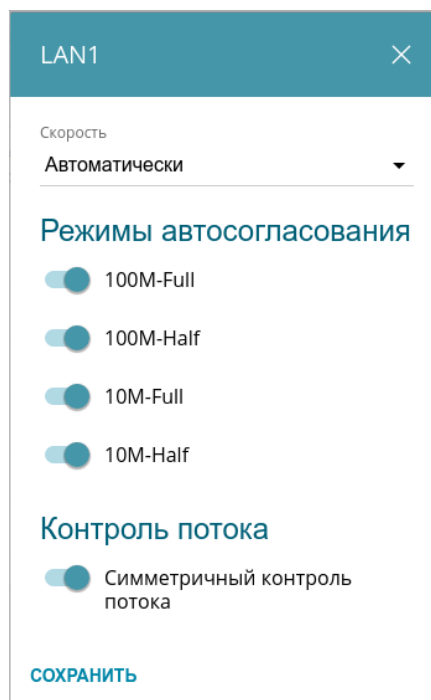 LAN1
Скорость
Автоматически
Режимы автосогласования
100M-Full
100M-Half
10M-Full
10M-Half
Контроль потока
Симметричный контроль
потока
СОХРАНИТЬ